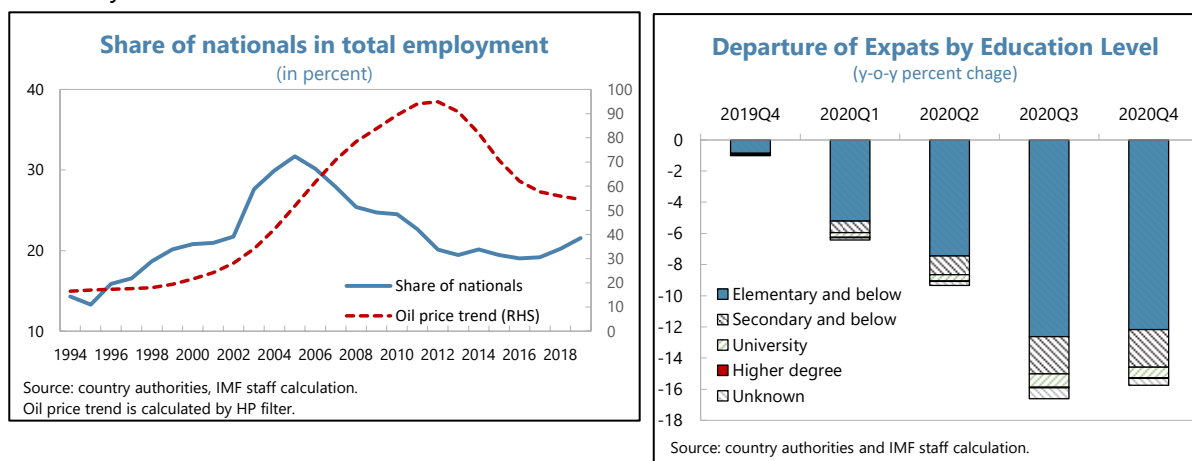 Share of nationals in total employment
(in percent)
40
30
20
10
100
90
80
70
60
50
40
30
20
10
0
Share of nationals
Oil price trend (RHS)
1994 1996 1998 2000 2002 2004 2006 2008 2010 2012 2014 2016 2018
Source: country authorities, IMF staff calculation.
Oil price trend is calculated by HP filter.
Departure of Expats by Education Level
(y-o-y percent chage)
2019Q4 2020Q1 2020Q2 2020Q3 2020Q4
0
-2
-4
-6
-8
-10
-12
-14
-16
-18
Elementary and below
Secondary and below
University
Higher degree
Unknown
Source: country authorities and IMF staff calculation.